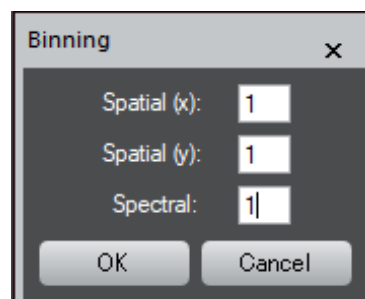 Binning x
Spatial (x): 1
Spatial (y): 1
Spectral: 1
OK Cancel